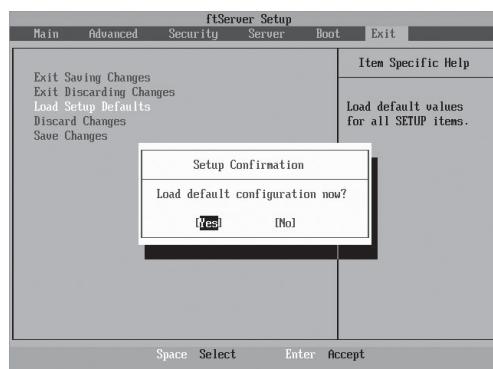 ftServer Setup
Main Advanced Security Server Boot Exit
Item Specific Help
Exit Saving Changes
Exit Discarding Changes
Load Setup Defaults
Discard Changes
Save Changes
Load default values
for all SETUP items.
Setup Confirmation
Load default configuration now?
[Yes] [No]
Space Select Enter Accept